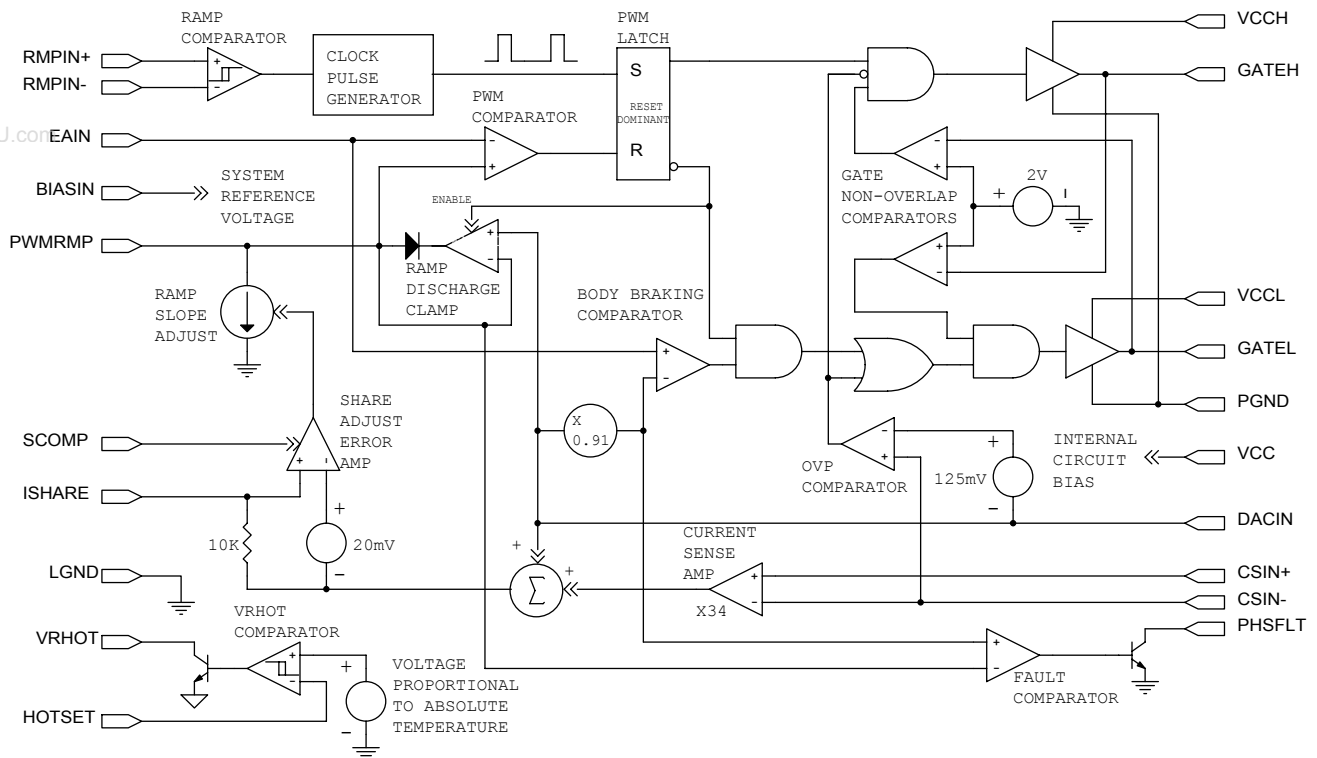 RAMP
COMPARATOR
PWM
LATCH
VCCH
RMPIN+
RMPIN-
+
-
CLOCK
PULSE
GENERATOR
S
RESET
DOMINANT
R
GATEH
PWM
COMPARATOR
U.com
EAIN
-
+
-
+
BIASIN
SYSTEM
REFERENCE
VOLTAGE
ENABLE
GATE
NON-OVERLAP
COMPARATORS
2V
+
-
PWMRMP
+
-
+
-
RAMP
DISCHARGE
CLAMP
RAMP
SLOPE
ADJUST
BODY BRAKING
COMPARATOR
VCCL
+
-
GATEL
PGND
SHARE
ADJUST
ERROR
AMP
X
0.91
SCOMP
+
-
-
+
OVP
COMPARATOR
+
125mV
-
INTERNAL
CIRCUIT
BIAS
VCC
ISHARE
10K
+
20mV
-
DACIN
CURRENT
SENSE
AMP
X34
+
+
Σ
+
-
LGND
CSIN+
CSIN-
PHSFLT
VRHOT
COMPARATOR
VRHOT
+
-
+
-
VOLTAGE
PROPORTIONAL
TO ABSOLUTE
TEMPERATURE
+
-
FAULT
COMPARATOR
HOTSET